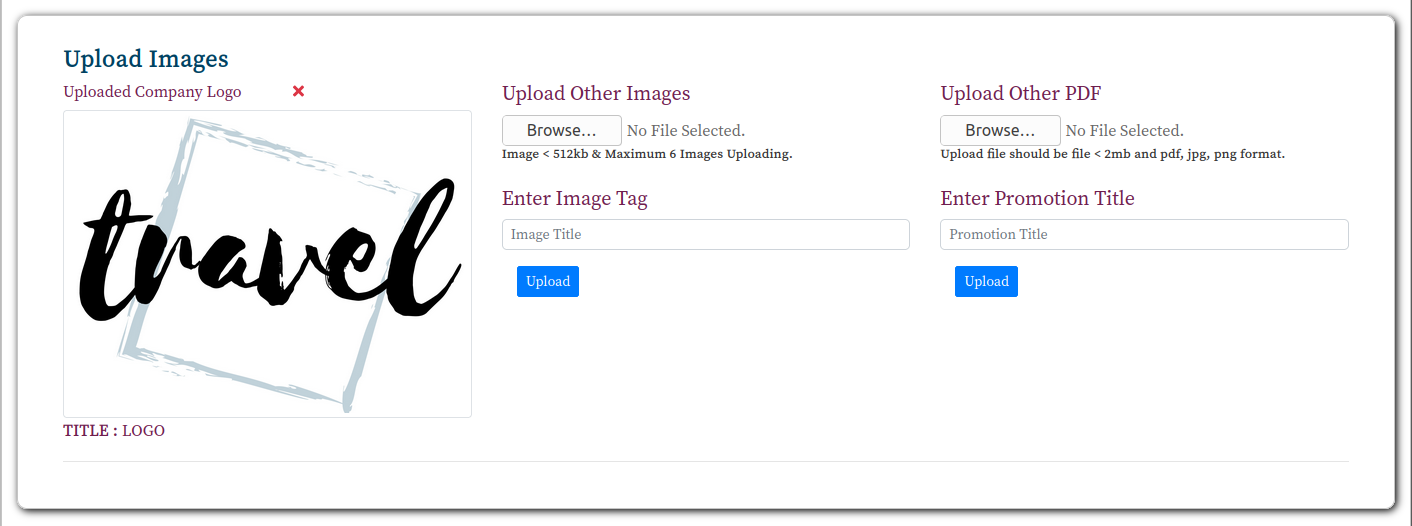 Upload Images
Uploaded Company Logo
travel
TITLE : LOGO
Upload Other Images
Browse... No File Selected.
Image < 512kb & Maximum 6 Images Uploading.
Enter Image Tag
Image Title
Upload
Upload Other PDF
Browse... No File Selected.
Upload file should be file < 2mb and pdf, jpg, png format.
Enter Promotion Title
Promotion Title
Upload